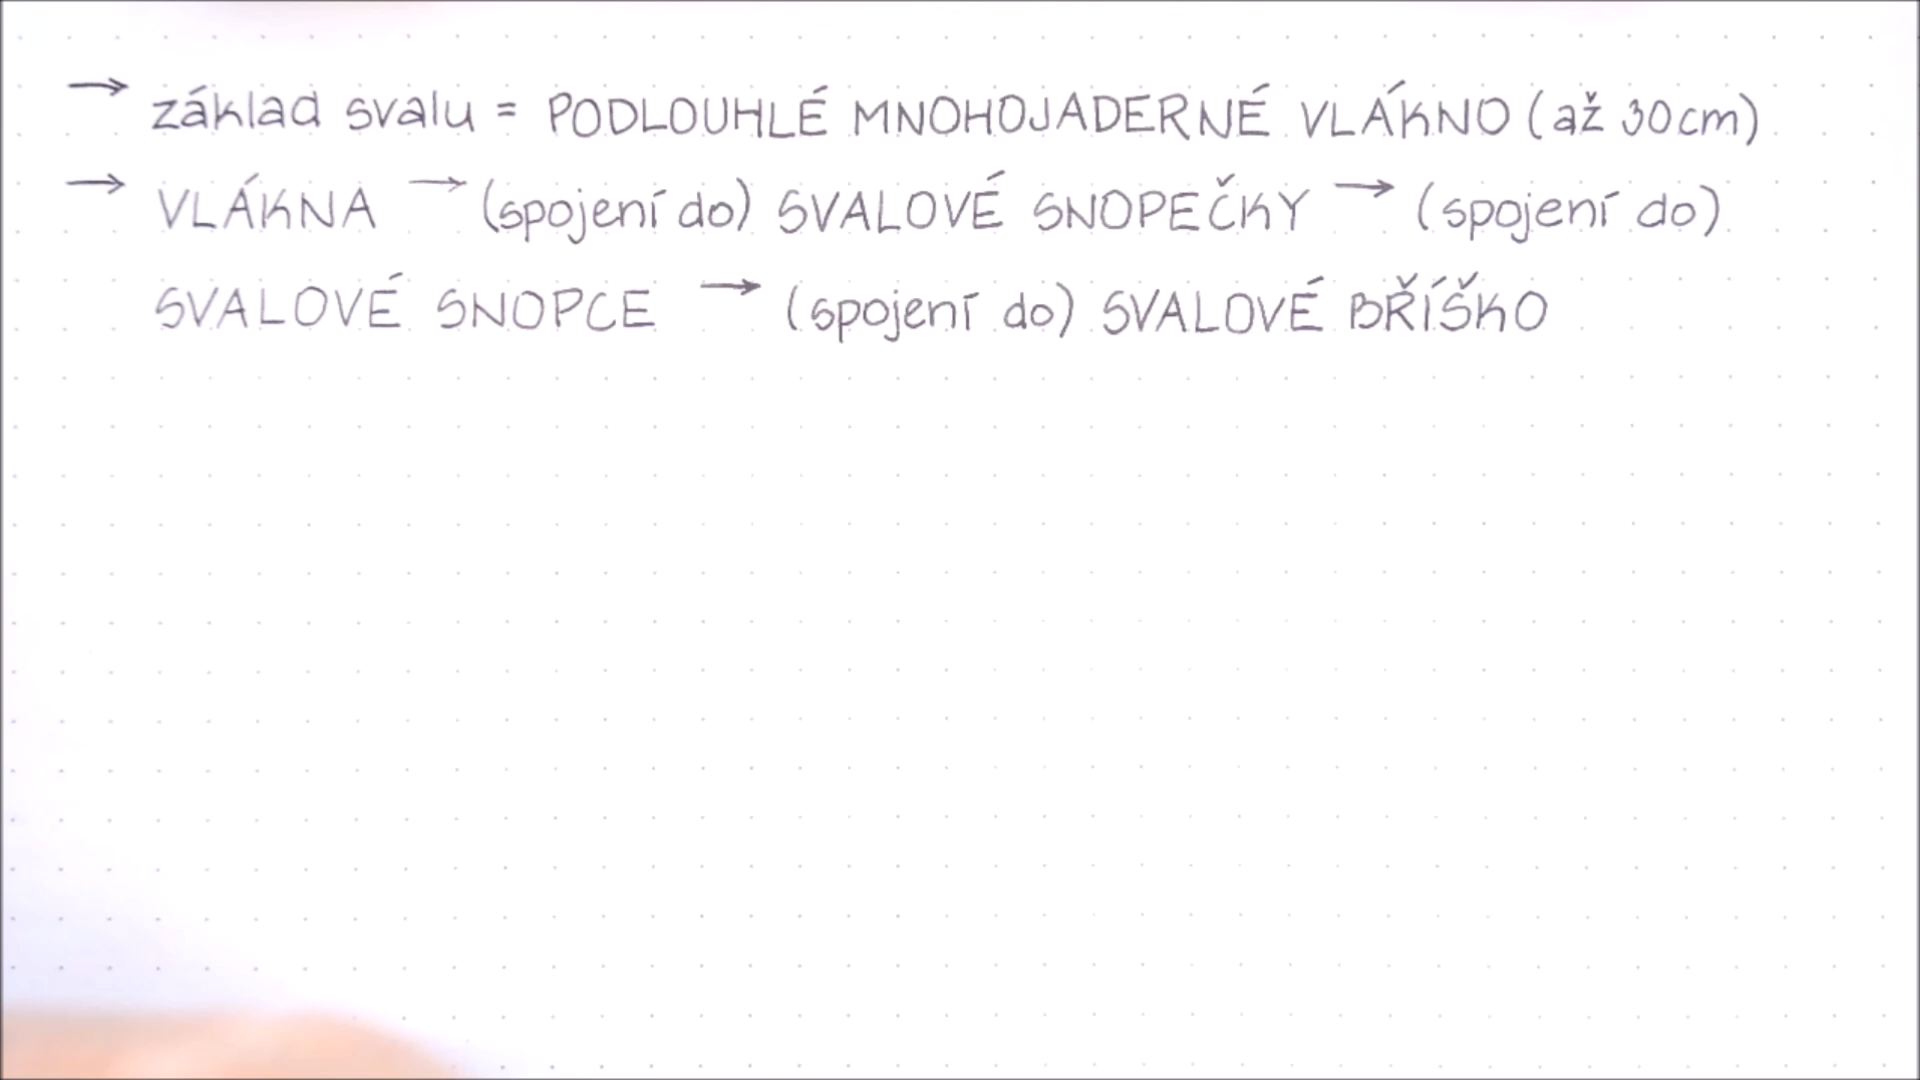 → základ svalu = PODLOUHLÉ MNOHOJADERNÉ VLÁKNO (až 30cm)
→ VLÁKNA → (spojení do) SVALOVÉ SNOPEČKY → (spojení do)
SVALOVÉ SNOPCE → (spojení do) SVALOVÉ BŘÍŠKO